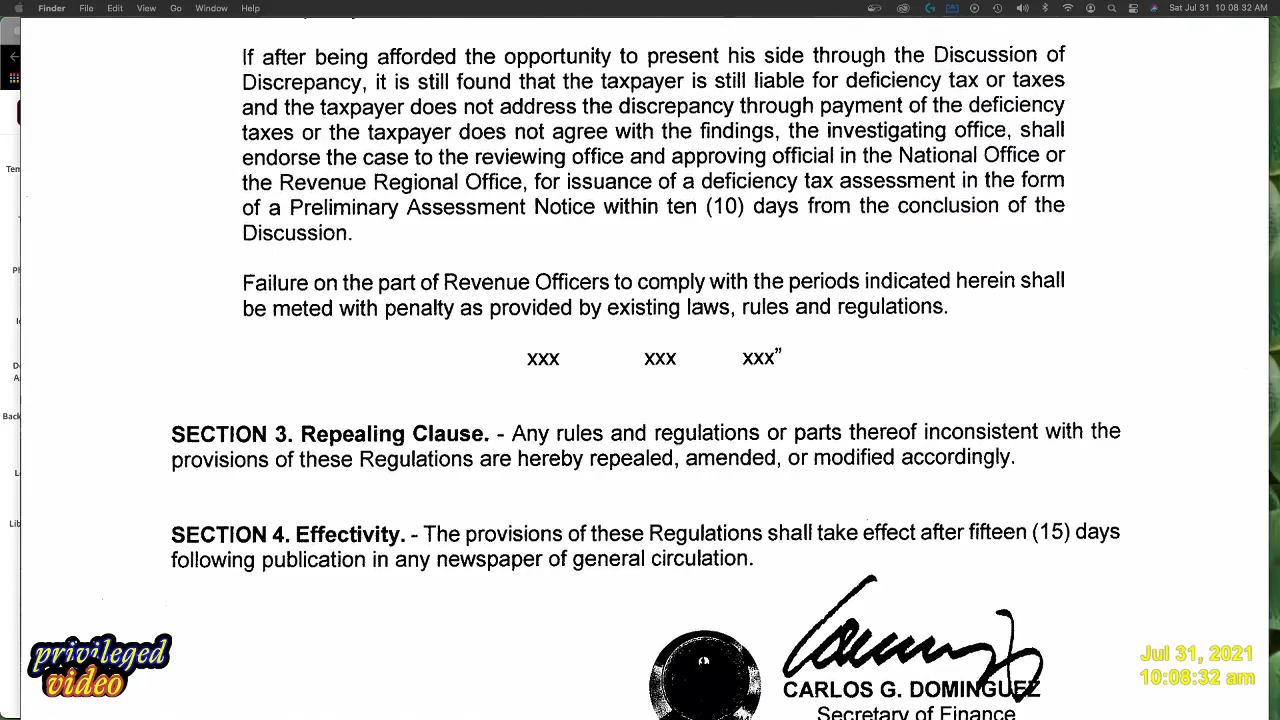 Finder File Edit View Go Window Help Sat Jul 31 10 08 32 AM
If after being afforded the opportunity to present his side through the Discussion of
Discrepancy, it is still found that the taxpayer is still liable for deficiency tax or taxes
and the taxpayer does not address the discrepancy through payment of the deficiency
taxes or the taxpayer does not agree with the findings, the investigating office, shall
endorse the case to the reviewing office and approving official in the National Office or
the Revenue Regional Office, for issuance of a deficiency tax assessment in the form
of a Preliminary Assessment Notice within ten (10) days from the conclusion of the
Discussion.
Failure on the part of Revenue Officers to comply with the periods indicated herein shall
be meted with penalty as provided by existing laws, rules and regulations.
xxx xxx xxx”
SECTION 3. Repealing Clause. - Any rules and regulations or parts thereof inconsistent with the
provisions of these Regulations are hereby repealed, amended, or modified accordingly.
SECTION 4. Effectivity. - The provisions of these Regulations shall take effect after fifteen (15) days
following publication in any newspaper of general circulation.
CARLOS G. DOMINGUEZ
Secretary of Finance
privileged
video
Jul 31, 2021
10:08:32 am